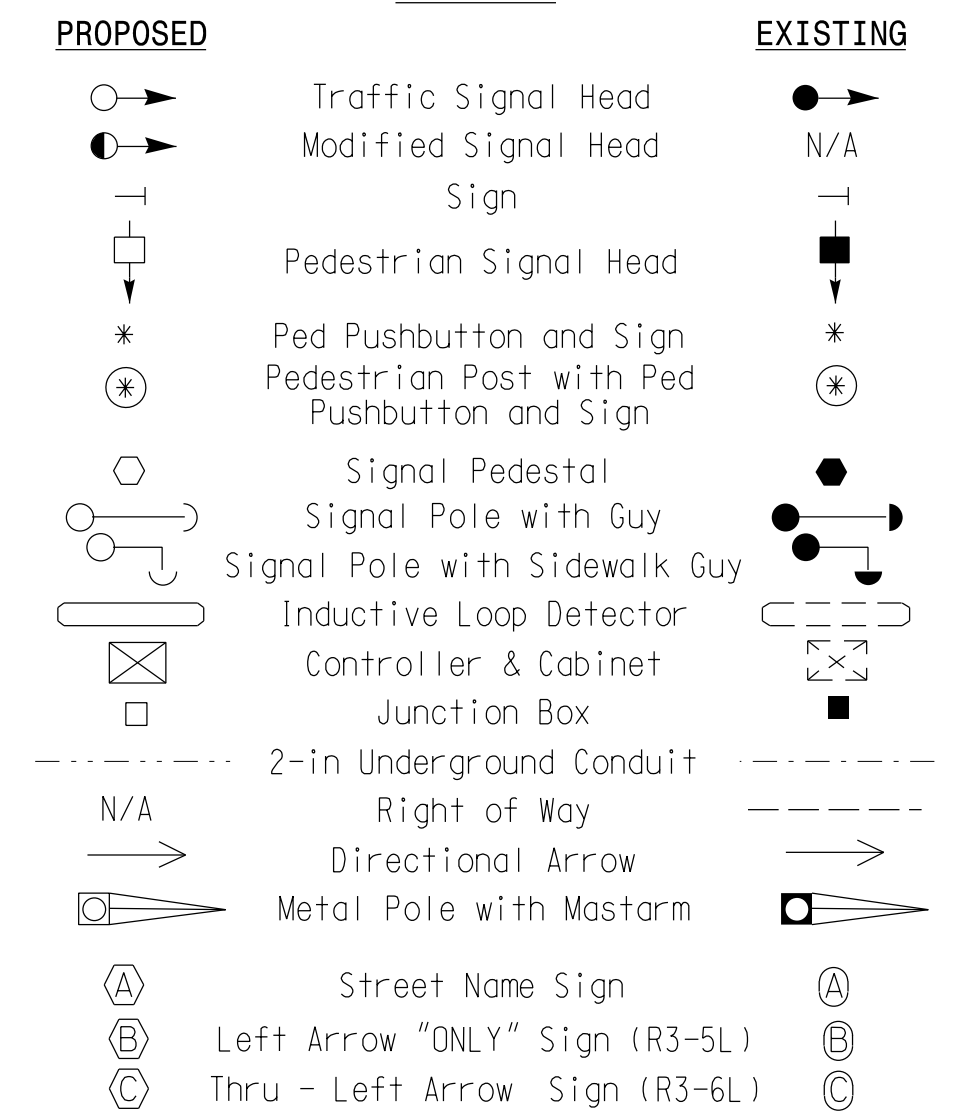 PROPOSED EXISTING
Traffic Signal Head
Modified Signal Head N/A
Sign
Pedestrian Signal Head
Ped Pushbutton and Sign
Pedestrian Post with Ped
Pushbutton and Sign
Signal Pedestal
Signal Pole with Guy
Signal Pole with Sidewalk Guy
Inductive Loop Detector
Controller & Cabinet
Junction Box
2-in Underground Conduit
N/A Right of Way
Directional Arrow
Metal Pole with Mastarm
A Street Name Sign A
B Left Arrow "ONLY" Sign (R3-5L) B
C Thru - Left Arrow Sign (R3-6L) C